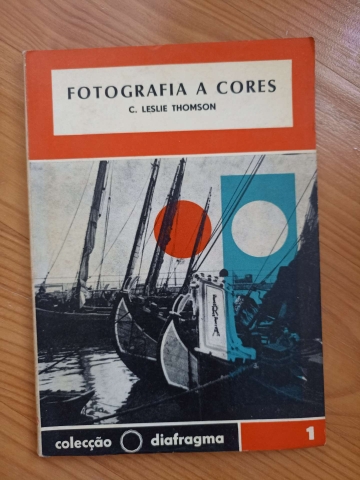 FOTOGRAFIA A CORES
C. LESLIE THOMSON
colecção diafragma 1